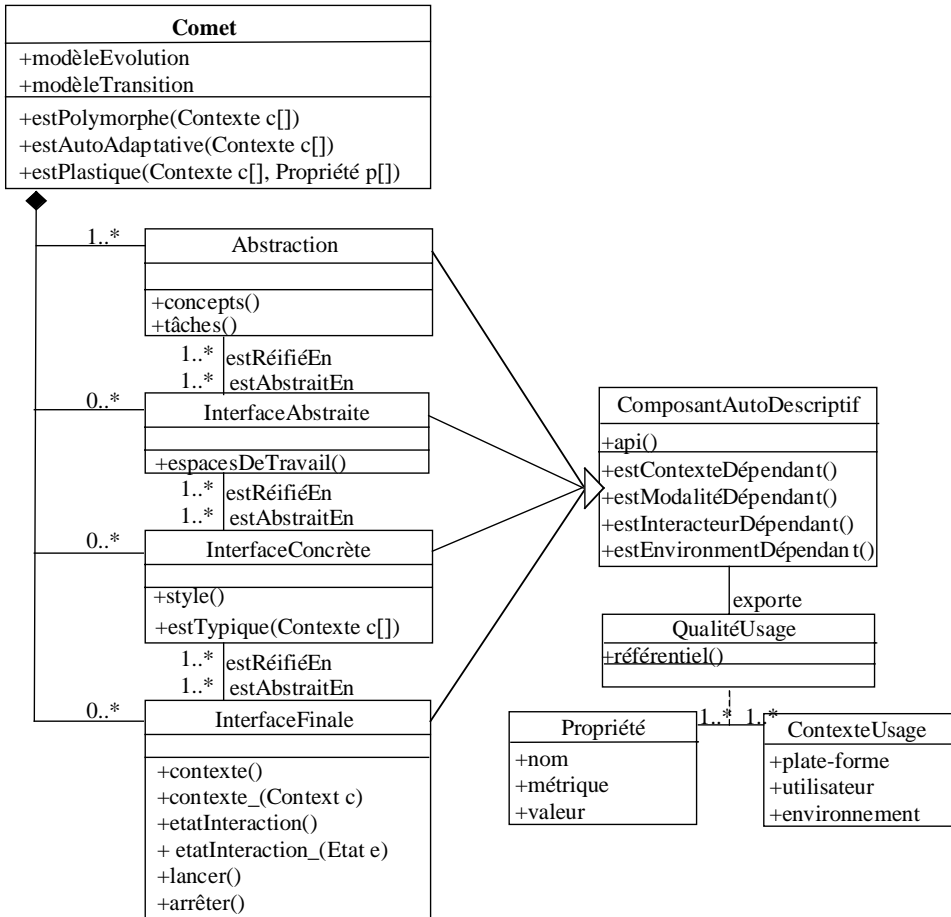 Comet
+modèleEvolution
+modèleTransition
+estPolymorphe(Contexte c[])
+estAutoAdaptative(Contexte c[])
+estPlastique(Contexte c[], Propriété p[])
1..*
Abstraction
+concepts()
+tâches()
1..* estRéifiéEn
1..* estAbstraitEn
0..*
InterfaceAbstraite
+espacesDeTravail()
1..* estRéifiéEn
1..* estAbstraitEn
0..*
InterfaceConcrète
+style()
+estTypique(Contexte c[])
1..* estRéifiéEn
1..* estAbstraitEn
0..*
InterfaceFinale
+contexte()
+contexte_(Context c)
+etatInteraction()
+ etatInteraction_(Etat e)
+lancer()
+arrêter()
ComposantAutoDescriptif
+api()
+estContexteDépendant()
+estModalitéDépendant()
+estInteracteurDépendant()
+estEnvironmentDépendant()
exporte
QualitéUsage
+référentiel()
1..* 1..*
Propriété
+nom
+métrique
+valeur
ContexteUsage
+plate-forme
+utilisateur
+environnement